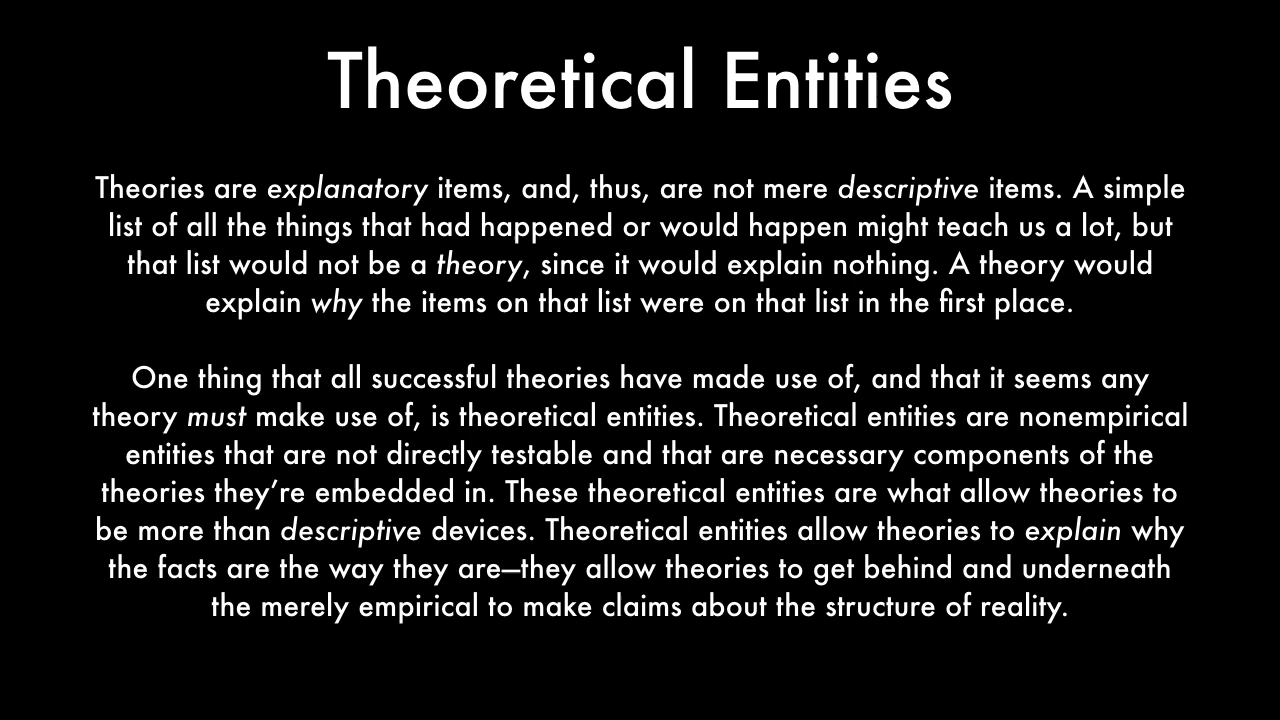 Theoretical Entities
Theories are explanatory items, and, thus, are not mere descriptive items. A simple
list of all the things that had happened or would happen might teach us a lot, but
that list would not be a theory, since it would explain nothing. A theory would
explain why the items on that list were on that list in the first place.
One thing that all successful theories have made use of, and that it seems any
theory must make use of, is theoretical entities. Theoretical entities are nonempirical
entities that are not directly testable and that are necessary components of the
theories they’re embedded in. These theoretical entities are what allow theories to
be more than descriptive devices. Theoretical entities allow theories to explain why
the facts are the way they are—they allow theories to get behind and underneath
the merely empirical to make claims about the structure of reality.